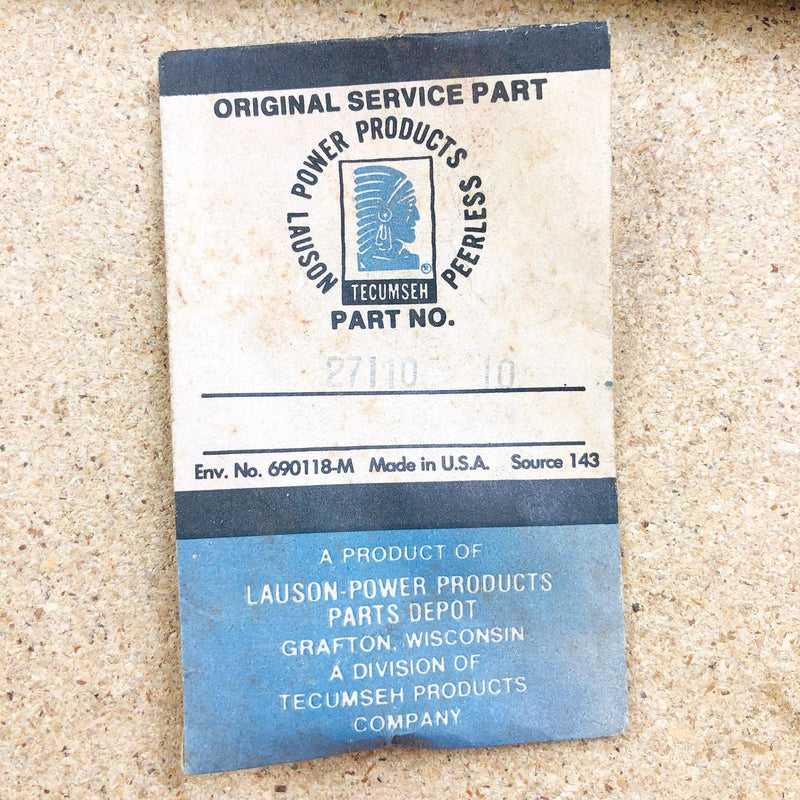 ORIGINAL SERVICE PART
LAUSON POWER PRODUCTS PEERLESS
TECUMSEH
PART NO.
27110 10
Env. No. 690118-M Made in U.S.A. Source 143
A PRODUCT OF
LAUSON-POWER PRODUCTS
PARTS DEPOT
GRAFTON, WISCONSIN
A DIVISION OF
TECUMSEH PRODUCTS
COMPANY